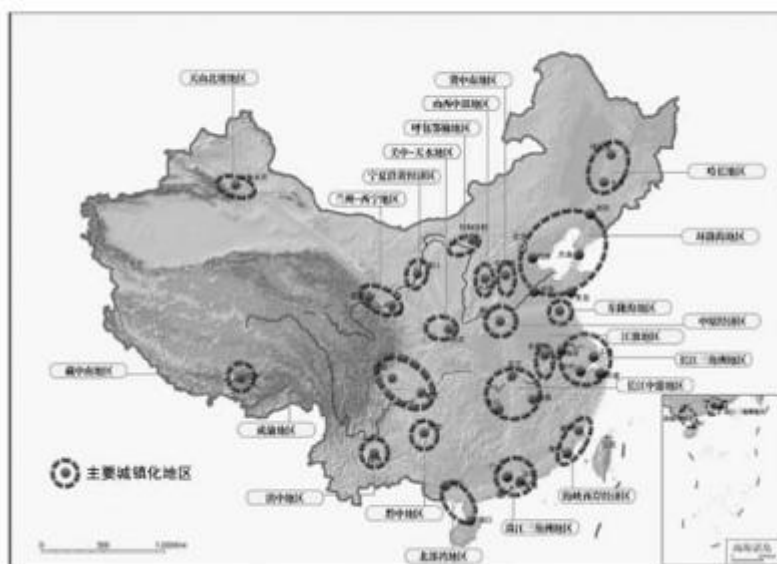 天山北坡地区
冀中南地区
山西中部地区
呼包鄂榆地区
关中-天水地区
宁夏沿黄经济区
兰州-西宁地区
哈长地区
环渤海地区
东陇海地区
中原经济区
江淮地区
长江三角洲地区
长江中游地区
藏中南地区
成渝地区
主要城镇化地区
滇中地区
黔中地区
海峡西岸经济区
珠江三角洲地区
北部湾地区
南海诸岛
0 500 1,000km